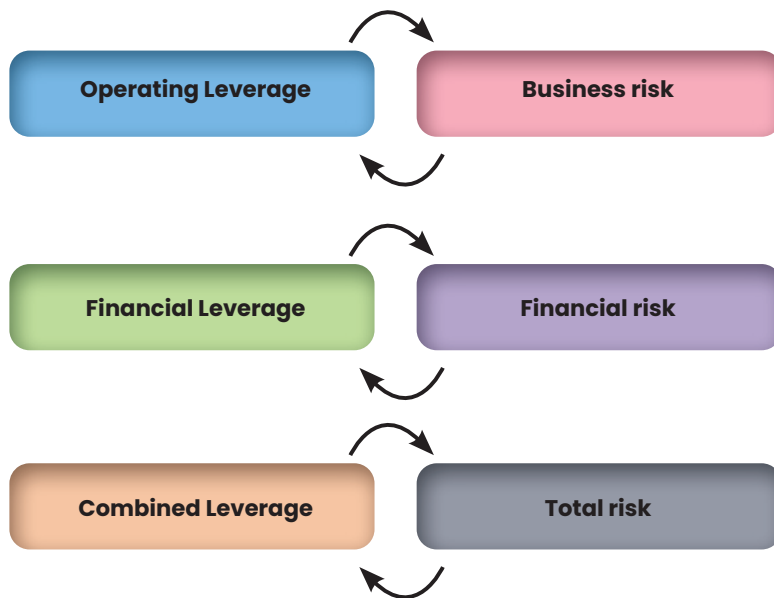 Operating Leverage
Business risk
Financial Leverage
Financial risk
Combined Leverage
Total risk